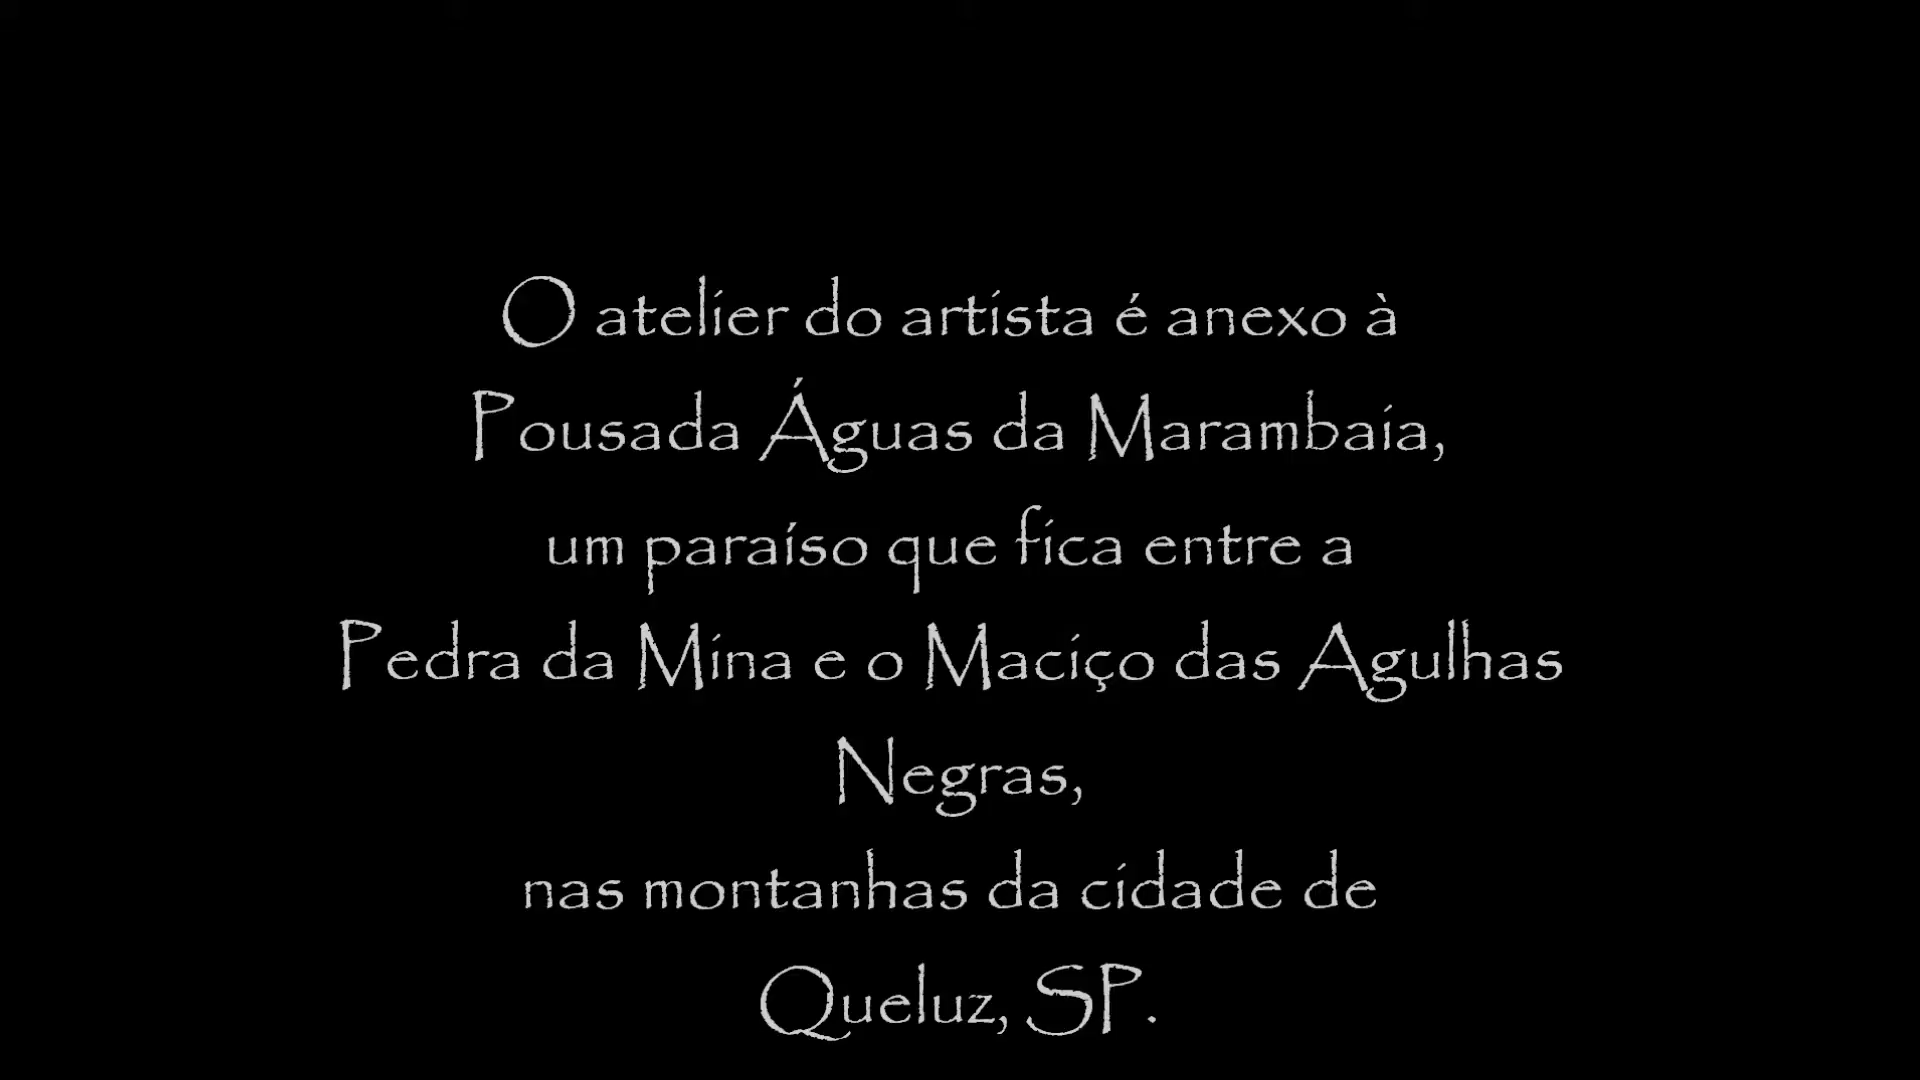 O atelier do artista é anexo à
Pousada Águas da Marambaia,
um paraíso que fica entre a
Pedra da Mina e o Maciço das Agulhas
Negras,
nas montanhas da cidade de
Queluz, SP.